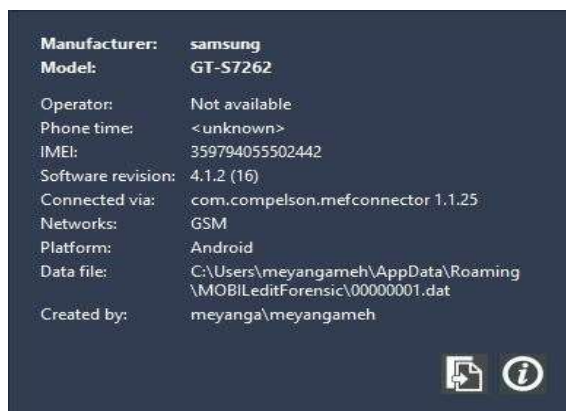 Manufacturer: samsung
Model: GT-S7262
Operator: Not available
Phone time: <unknown>
IMEI: 359794055502442
Software revision: 4.1.2 (16)
Connected via: com.compelson.mefconnector 1.1.25
Networks: GSM
Platform: Android
Data file: C:\Users\meyangameh\AppData\Roaming
\MOBILeditForensic\00000001.dat
Created by: meyanga\meyangameh